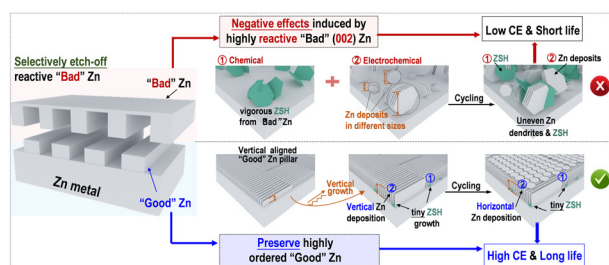 Selectively etch-off
reactive "Bad" Zn
"Bad" Zn
Zn metal
"Good" Zn
Negative effects induced by
highly reactive "Bad" (002) Zn
Low CE & Short life
① Chemical
vigorous ZSH
from "Bad" Zn
+
② Electrochemical
Zn deposits
in different sizes
Cycling
① ZSH
② Zn deposits
Uneven Zn
dendrites & ZSH
Vertical aligned
"Good" Zn pillar
Vertical
growth
②
①
Vertical Zn
deposition
tiny ZSH
growth
Cycling
②
①
Horizontal
Zn deposition
tiny ZSH
Preserve highly
ordered "Good" Zn
High CE & Long life